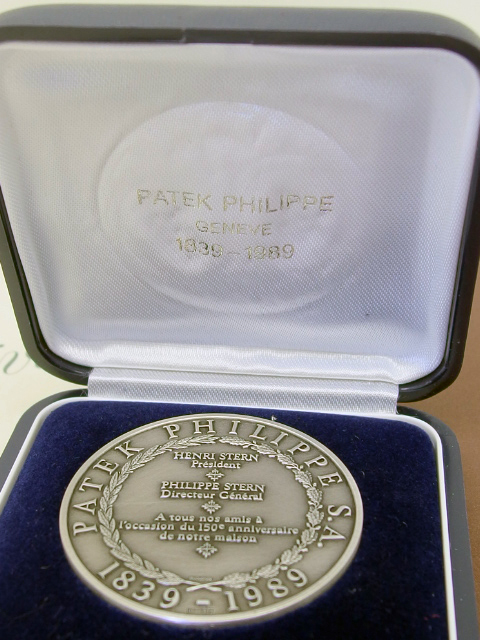 PATEK PHILIPPE
GENEVE
1839-1989
PATEK PHILIPPE S.A.
HENRI STERN
Président
PHILIPPE STERN
Directeur Général
A tous nos amis à
l'occasion du 150e anniversaire
de notre maison
1839-1989